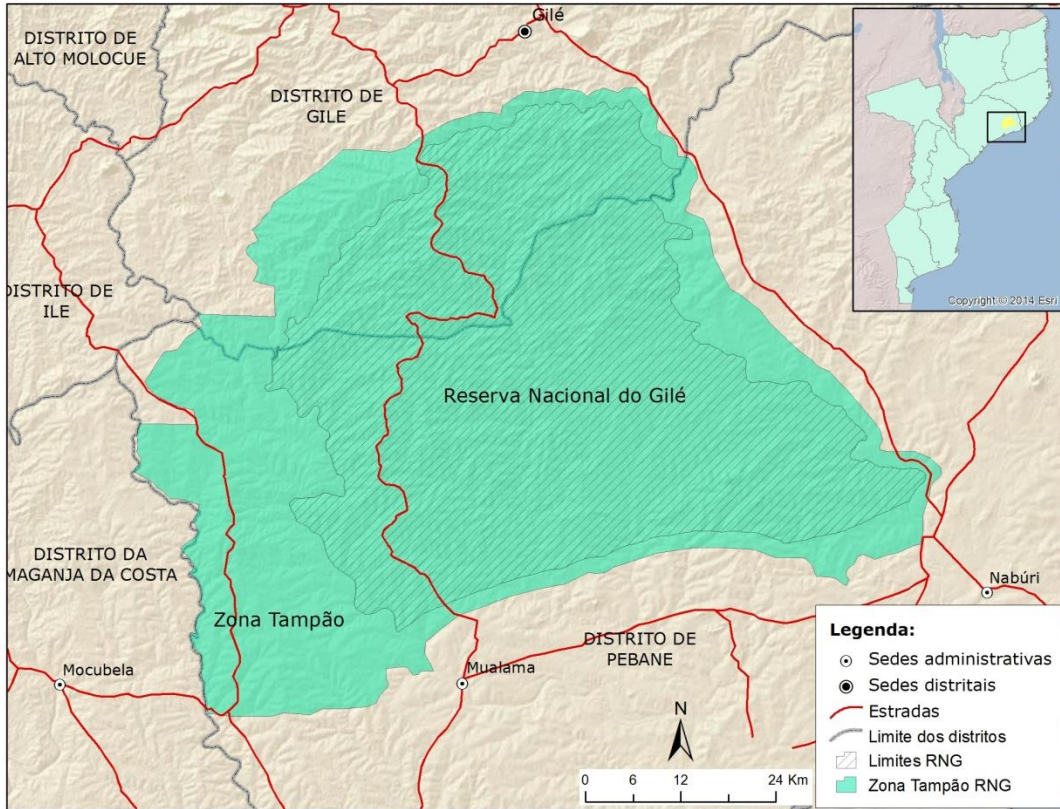 Gilé
DISTRITO DE
ALTO MOLOCUE
DISTRITO DE
GILE
Copyright © 2014 Esri
DISTRITO DE
ILE
Reserva Nacional do Gilé
DISTRITO DA
MAGANJA DA COSTA
Zona Tampão
Nabúri
DISTRITO DE
PEBANE
Mocubela
Mualama
Legenda:
Sedes administrativas
Sedes distritais
Estradas
Limite dos distritos
Limites RNG
Zona Tampão RNG
N
0 6 12 24 Km